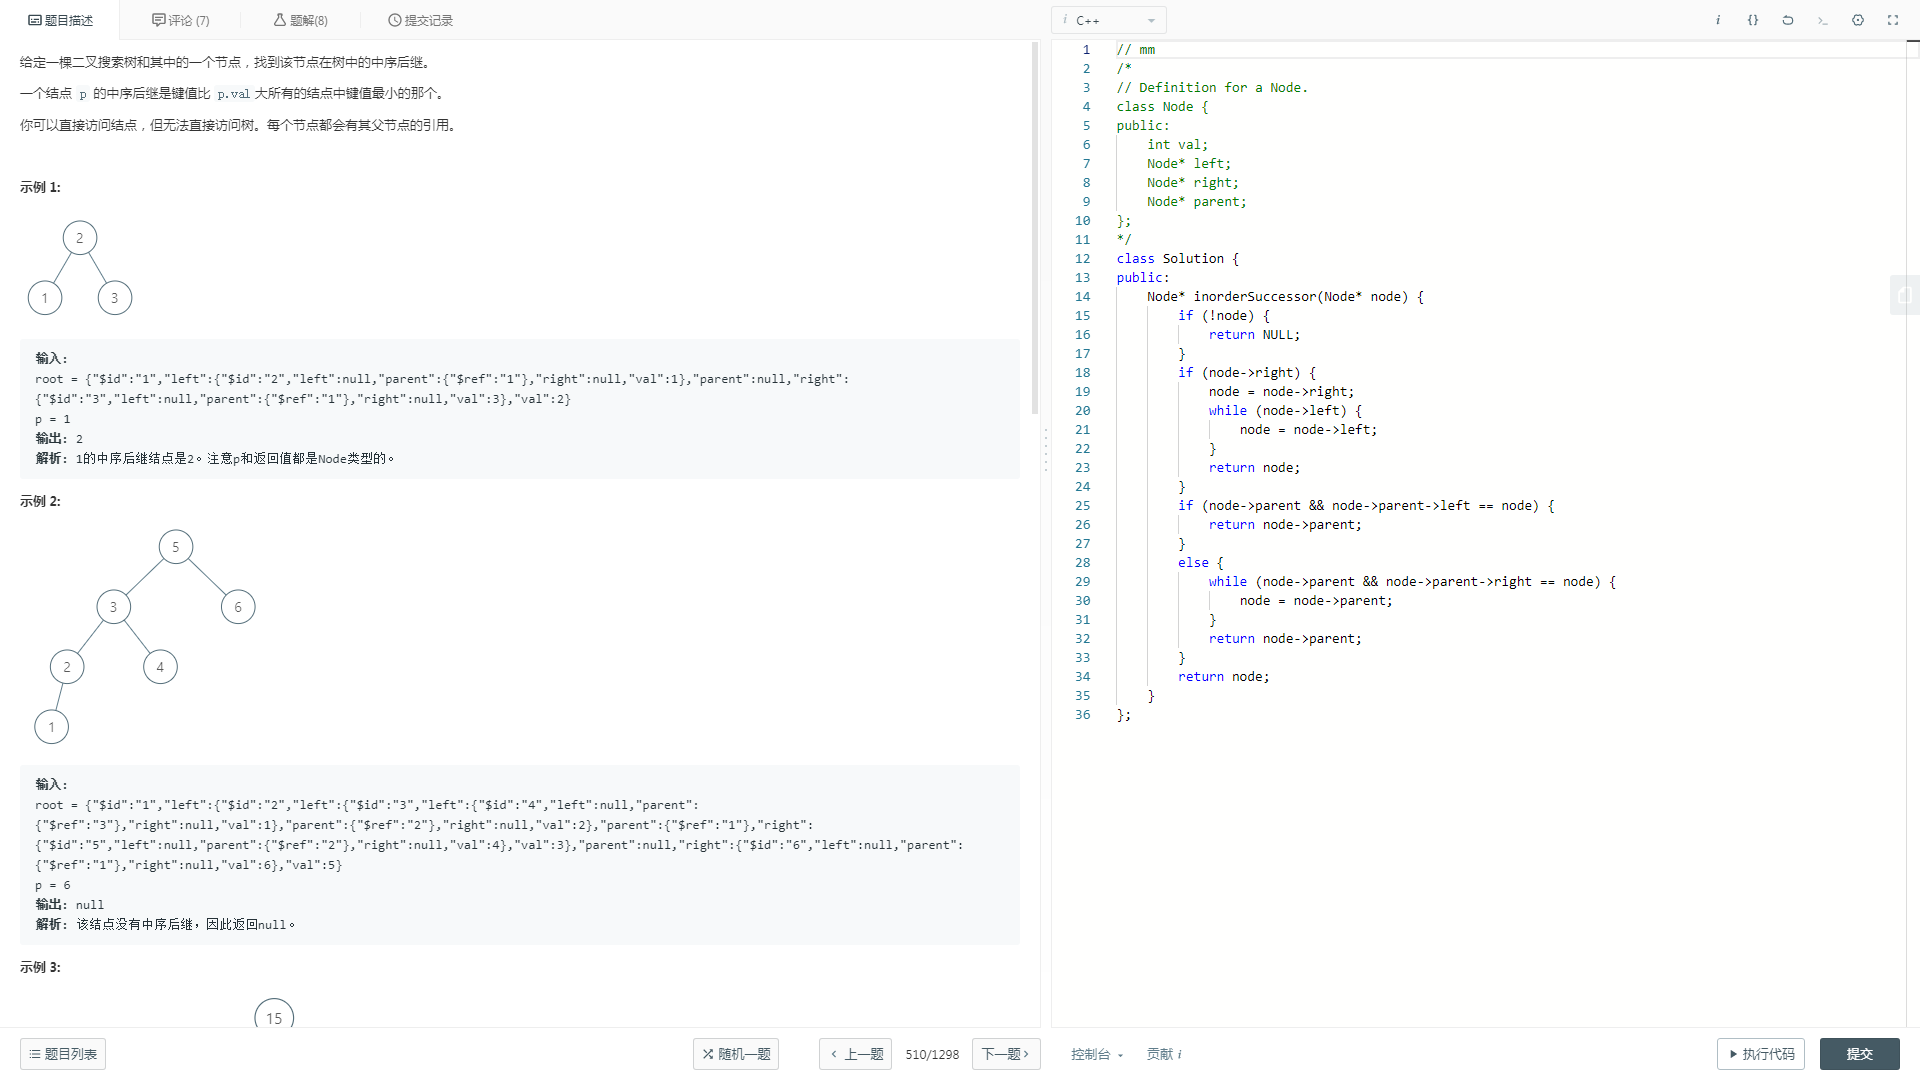 题目描述
评论 (7)
题解(8)
提交记录
给定一棵二叉搜索树和其中的一个节点，找到该节点在树中的中序后继。
一个结点 p 的中序后继是键值比 p.val 大所有的结点中键值最小的那个。
你可以直接访问结点，但无法直接访问树。每个节点都会有其父节点的引用。
示例 1:
2
1
3
输入:
root = {"$id":"1","left":{"$id":"2","left":null,"parent":{"$ref":"1"},"right":null,"val":1},"parent":null,"right":
{"$id":"3","left":null,"parent":{"$ref":"1"},"right":null,"val":3},"val":2}
p = 1
输出: 2
解析: 1的中序后继结点是2。注意p和返回值都是Node类型的。
示例 2:
5
3
6
2
4
1
输入:
root = {"$id":"1","left":{"$id":"2","left":{"$id":"3","left":{"$id":"4","left":null,"parent":
{"$ref":"3"},"right":null,"val":1},"parent":{"$ref":"2"},"right":null,"val":2},"parent":{"$ref":"1"},"right":
{"$id":"5","left":null,"parent":{"$ref":"2"},"right":null,"val":4},"val":3},"parent":null,"right":{"$id":"6","left":null,"parent":
{"$ref":"1"},"right":null,"val":6},"val":5}
p = 6
输出: null
解析: 该结点没有中序后继，因此返回null。
示例 3:
15
题目列表
随机一题
上一题
510/1298
下一题
i C++
i {}
1 // mm
2 /*
3 // Definition for a Node.
4 class Node {
5 public:
6     int val;
7     Node* left;
8     Node* right;
9     Node* parent;
10 };
11 */
12 class Solution {
13 public:
14     Node* inorderSuccessor(Node* node) {
15         if (!node) {
16             return NULL;
17         }
18         if (node->right) {
19             node = node->right;
20             while (node->left) {
21                 node = node->left;
22             }
23             return node;
24         }
25         if (node->parent && node->parent->left == node) {
26             return node->parent;
27         }
28         else {
29             while (node->parent && node->parent->right == node) {
30                 node = node->parent;
31             }
32             return node->parent;
33         }
34         return node;
35     }
36 };
控制台
贡献 i
执行代码
提交